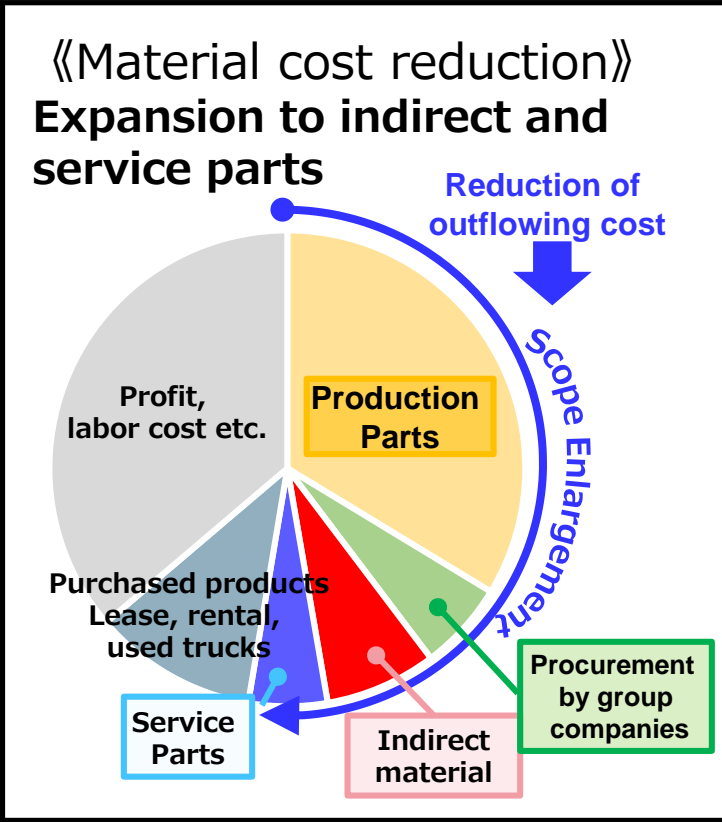 《Material cost reduction》
Expansion to indirect and
service parts
Reduction of
outflowing cost
Scope Enlargement
Profit,
labor cost etc.
Production
Parts
Purchased products
Lease, rental,
used trucks
Procurement
by group
companies
Service
Parts
Indirect
material